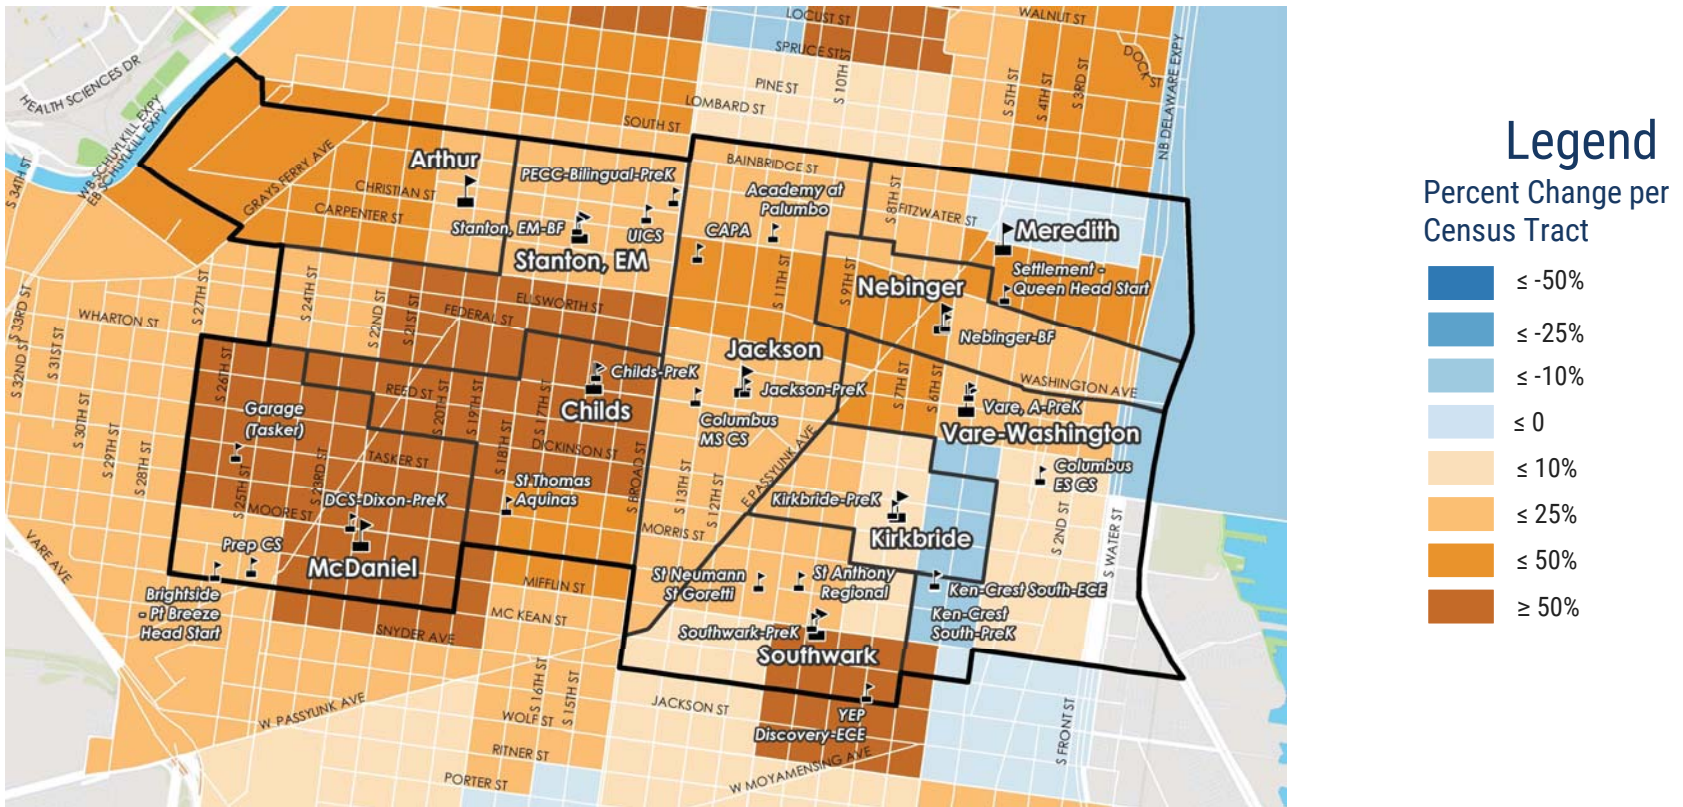 LOCUST ST
WALNUT ST
SPRUCE ST
DOCK ST
HEALTH SCIENCES DR
PINE ST
S 10TH ST
S 5TH ST
S 4TH ST
S 3RD ST
NB DELAWARE EXPY
LOMBARD ST
SOUTH ST
WB SCHUYLKILL EXPY
EB SCHUYLKILL EXPY
S 34TH ST
GRAYS FERRY AVE
Arthur
CHRISTIAN ST
CARPENTER ST
PECC-Bilingual-PreK
Stanton, EM-BF
UICS
Stanton, EM
BAINBRIDGE ST
Academy at
Palumbo
CAPA
S 8TH ST
FITZWATER ST
Meredith
Settlement -
Queen Head Start
S 11TH ST
S 9TH ST
Nebinger
Nebinger-BF
S 33RD ST
S 32ND ST
S 31ST ST
WHARTON ST
S 27TH ST
S 24TH ST
S 22ND ST
S 21ST ST
ELLSWORTH ST
FEDERAL ST
Jackson
Jackson-PreK
Columbus
MS CS
Childs-PreK
Childs
REED ST
S 26TH ST
S 20TH ST
S 19TH ST
S 17TH ST
S 18TH ST
DICKINSON ST
TASKER ST
Garage
(Tasker)
S 30TH ST
S 29TH ST
S 28TH ST
S 25TH ST
S 23RD ST
MOORE ST
DCS-Dixon-PreK
St Thomas
Aquinas
S BROAD ST
S 13TH ST
S 12TH ST
E PASSYUNK AVE
MORRIS ST
S 7TH ST
S 6TH ST
WASHINGTON AVE
Vare, A-PreK
Vare-Washington
Columbus
ES CS
Kirkbride-PreK
Kirkbride
S 2ND ST
S WATER ST
VARE AVE
Prep CS
McDaniel
Brightside
- Pt Breeze
Head Start
SNYDER AVE
MIFFLIN ST
MC KEAN ST
St Neumann
St Goretti
St Anthony
Regional
Southwark-PreK
Southwark
Ken-Crest South-ECE
Ken-Crest
South-PreK
YEP
Discovery-ECE
W PASSYUNK AVE
S 16TH ST
S 15TH ST
WOLF ST
RITNER ST
PORTER ST
JACKSON ST
W MOYAMENSING AVE
S FRONT ST
Legend
Percent Change per
Census Tract
≤ -50%
≤ -25%
≤ -10%
≤ 0
≤ 10%
≤ 25%
≤ 50%
≥ 50%